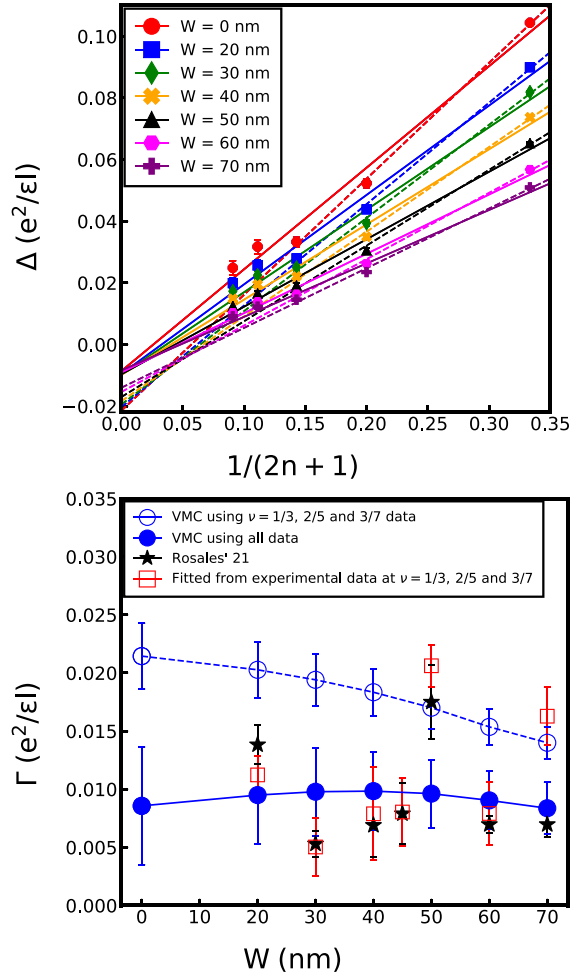 W = 0 nm
W = 20 nm
W = 30 nm
W = 40 nm
W = 50 nm
W = 60 nm
W = 70 nm
Δ (e²/εl)
0.10
0.08
0.06
0.04
0.02
0.00
−0.02
0.00 0.05 0.10 0.15 0.20 0.25 0.30 0.35
1/(2n + 1)
VMC using ν = 1/3, 2/5 and 3/7 data
VMC using all data
Rosales' 21
Fitted from experimental data at ν = 1/3, 2/5 and 3/7
Γ (e²/εl)
0.035
0.030
0.025
0.020
0.015
0.010
0.005
0.000
0 10 20 30 40 50 60 70
W (nm)